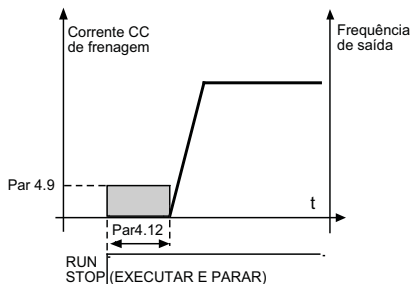 Corrente CC
de frenagem
Frequência
de saída
Par 4.9
t
Par4.12
RUN
STOP (EXECUTAR E PARAR)